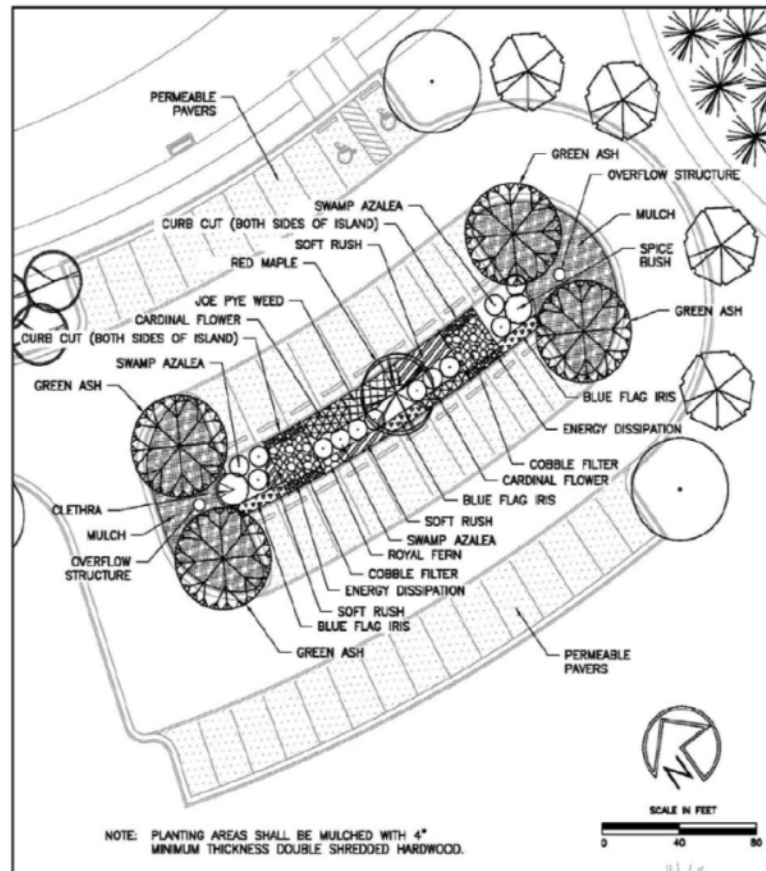 PERMEABLE
PAVERS
GREEN ASH
OVERFLOW STRUCTURE
SWAMP AZALEA
MULCH
CURB CUT (BOTH SIDES OF ISLAND)
SOFT RUSH
SPICE
BUSH
RED MAPLE
JOE PYE WEED
CARDINAL FLOWER
GREEN ASH
CURB CUT (BOTH SIDES OF ISLAND)
SWAMP AZALEA
GREEN ASH
BLUE FLAG IRIS
ENERGY DISSIPATION
COBBLE FILTER
CARDINAL FLOWER
BLUE FLAG IRIS
CLETHRA
MULCH
SOFT RUSH
SWAMP AZALEA
OVERFLOW
STRUCTURE
ROYAL FERN
COBBLE FILTER
ENERGY DISSIPATION
SOFT RUSH
BLUE FLAG IRIS
GREEN ASH
PERMEABLE
PAVERS
N
SCALE IN FEET
0 40 80
NOTE: PLANTING AREAS SHALL BE MULCHED WITH 4"
MINIMUM THICKNESS DOUBLE SHREDDED HARDWOOD.